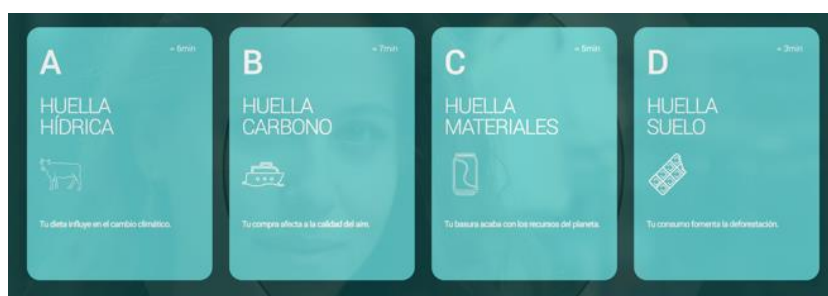 A
≈ 6min
HUELLA
HÍDRICA
Tu dieta influye en el cambio climático.
B
≈ 7min
HUELLA
CARBONO
Tu compra afecta a la calidad del aire.
C
≈ 5min
HUELLA
MATERIALES
Tu basura acaba con los recursos del planeta.
D
≈ 3min
HUELLA
SUELO
Tu consumo fomenta la deforestación.